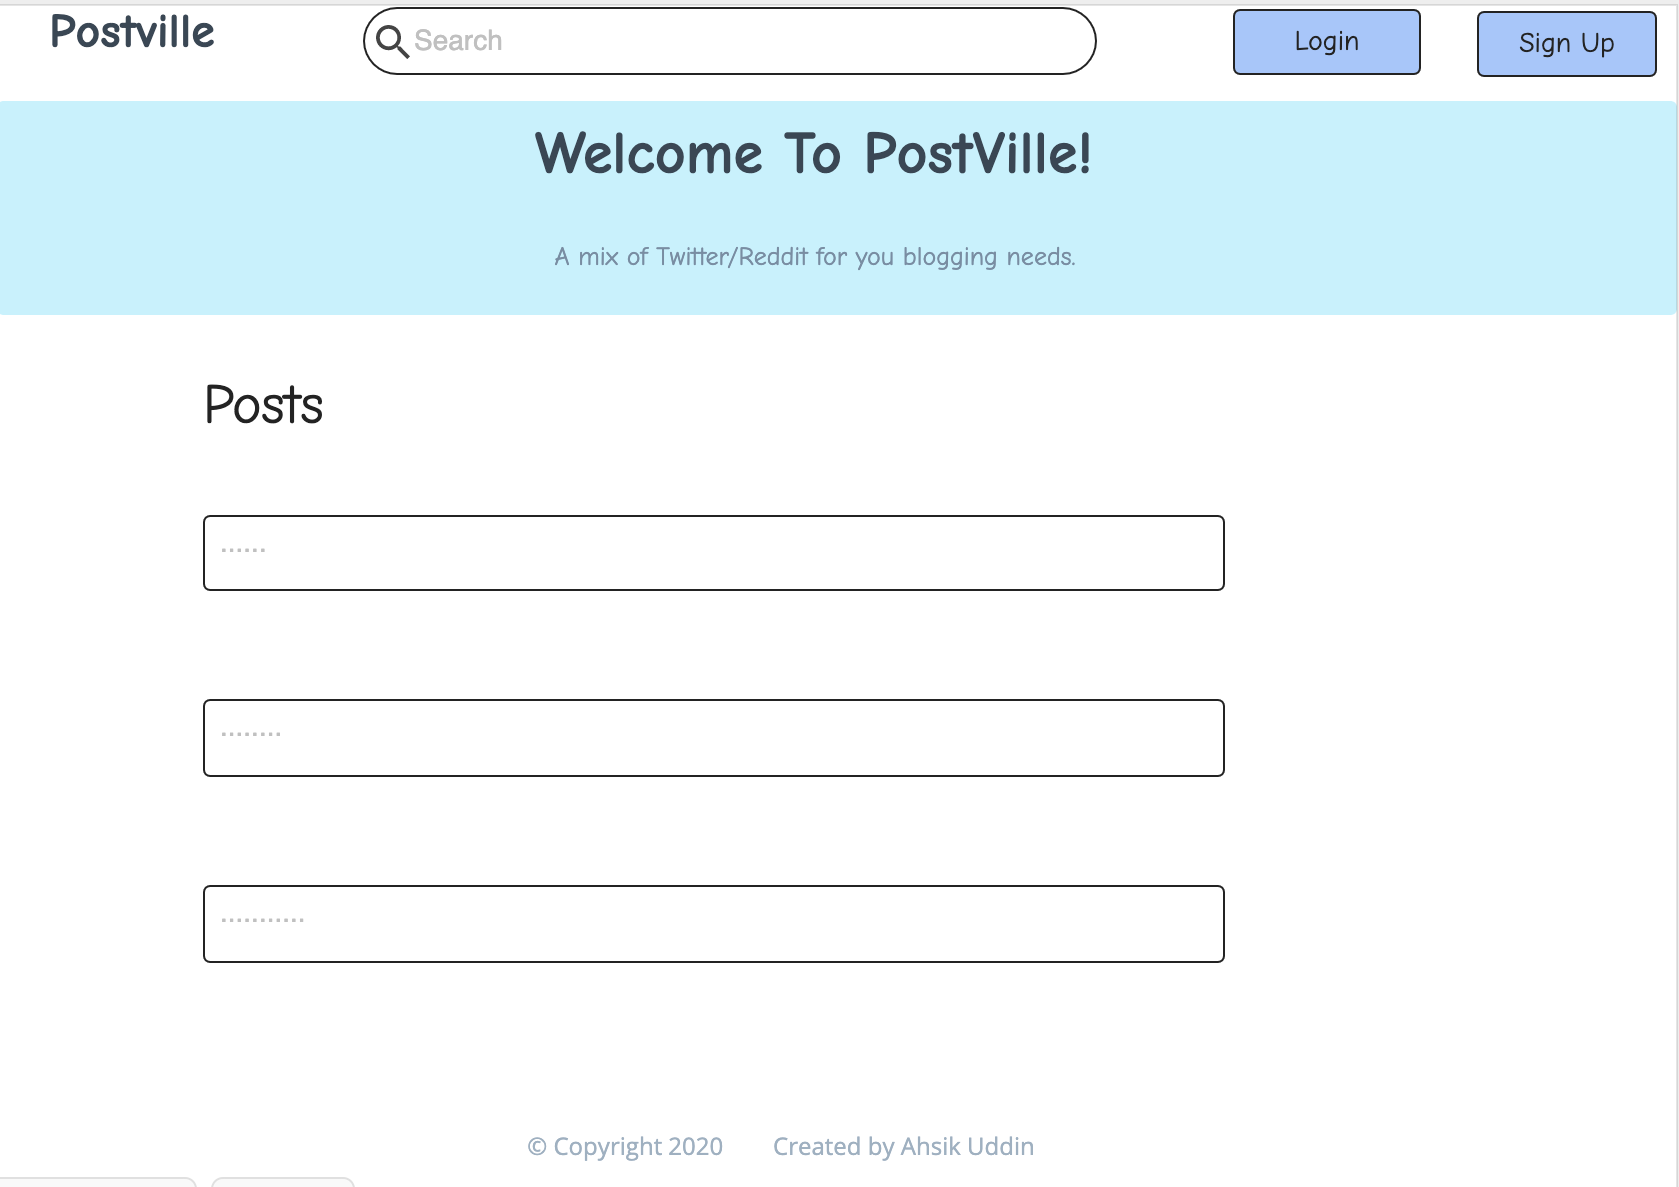 Postville
Search
Login
Sign Up
Welcome To PostVille!
A mix of Twitter/Reddit for you blogging needs.
Posts
......
........
...........
© Copyright 2020
Created by Ahsik Uddin